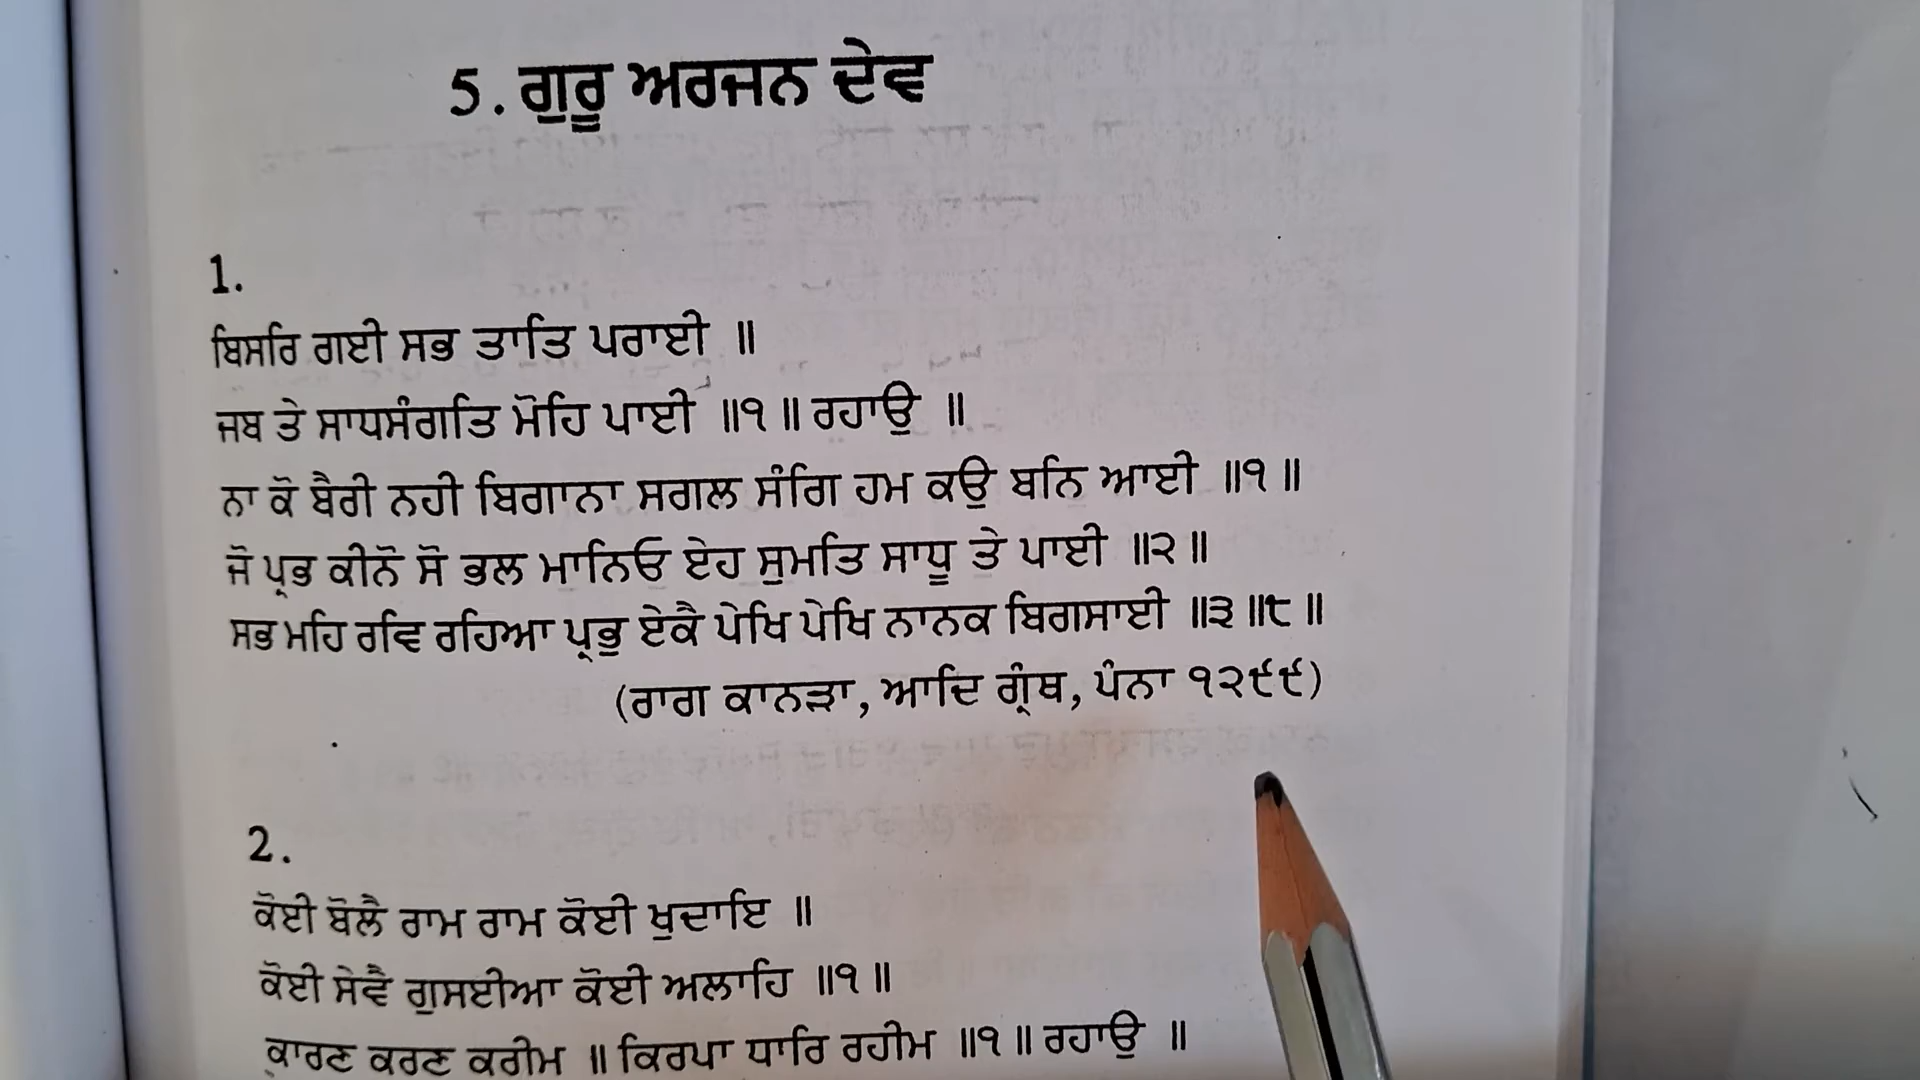 5. ਗੁਰੂ ਅਰਜਨ ਦੇਵ
1.
ਬਿਸਰਿ ਗਈ ਸਭ ਤਾਤਿ ਪਰਾਈ ॥
ਜਬ ਤੇ ਸਾਧਸੰਗਤਿ ਮੋਹਿ ਪਾਈ ॥੧॥ ਰਹਾਉ ॥
ਨਾ ਕੋ ਬੈਰੀ ਨਹੀ ਬਿਗਾਨਾ ਸਗਲ ਸੰਗਿ ਹਮ ਕਉ ਬਨਿ ਆਈ ॥੧॥
ਜੋ ਪ੍ਰਭ ਕੀਨੋ ਸੋ ਭਲ ਮਾਨਿਓ ਏਹ ਸੁਮਤਿ ਸਾਧੂ ਤੇ ਪਾਈ ॥੨॥
ਸਭ ਮਹਿ ਰਵਿ ਰਹਿਆ ਪ੍ਰਭੁ ਏਕੈ ਪੇਖਿ ਪੇਖਿ ਨਾਨਕ ਬਿਗਸਾਈ ॥੩॥੮॥
(ਰਾਗ ਕਾਨੜਾ, ਆਦਿ ਗ੍ਰੰਥ, ਪੰਨਾ ੧੨੯੯)
2.
ਕੋਈ ਬੋਲੈ ਰਾਮ ਰਾਮ ਕੋਈ ਖੁਦਾਇ ॥
ਕੋਈ ਸੇਵੈ ਗੁਸਈਆ ਕੋਈ ਅਲਾਹਿ ॥੧॥
ਕਾਰਣ ਕਰਣ ਕਰੀਮ ॥ ਕਿਰਪਾ ਧਾਰਿ ਰਹੀਮ ॥੧॥ ਰਹਾਉ ॥